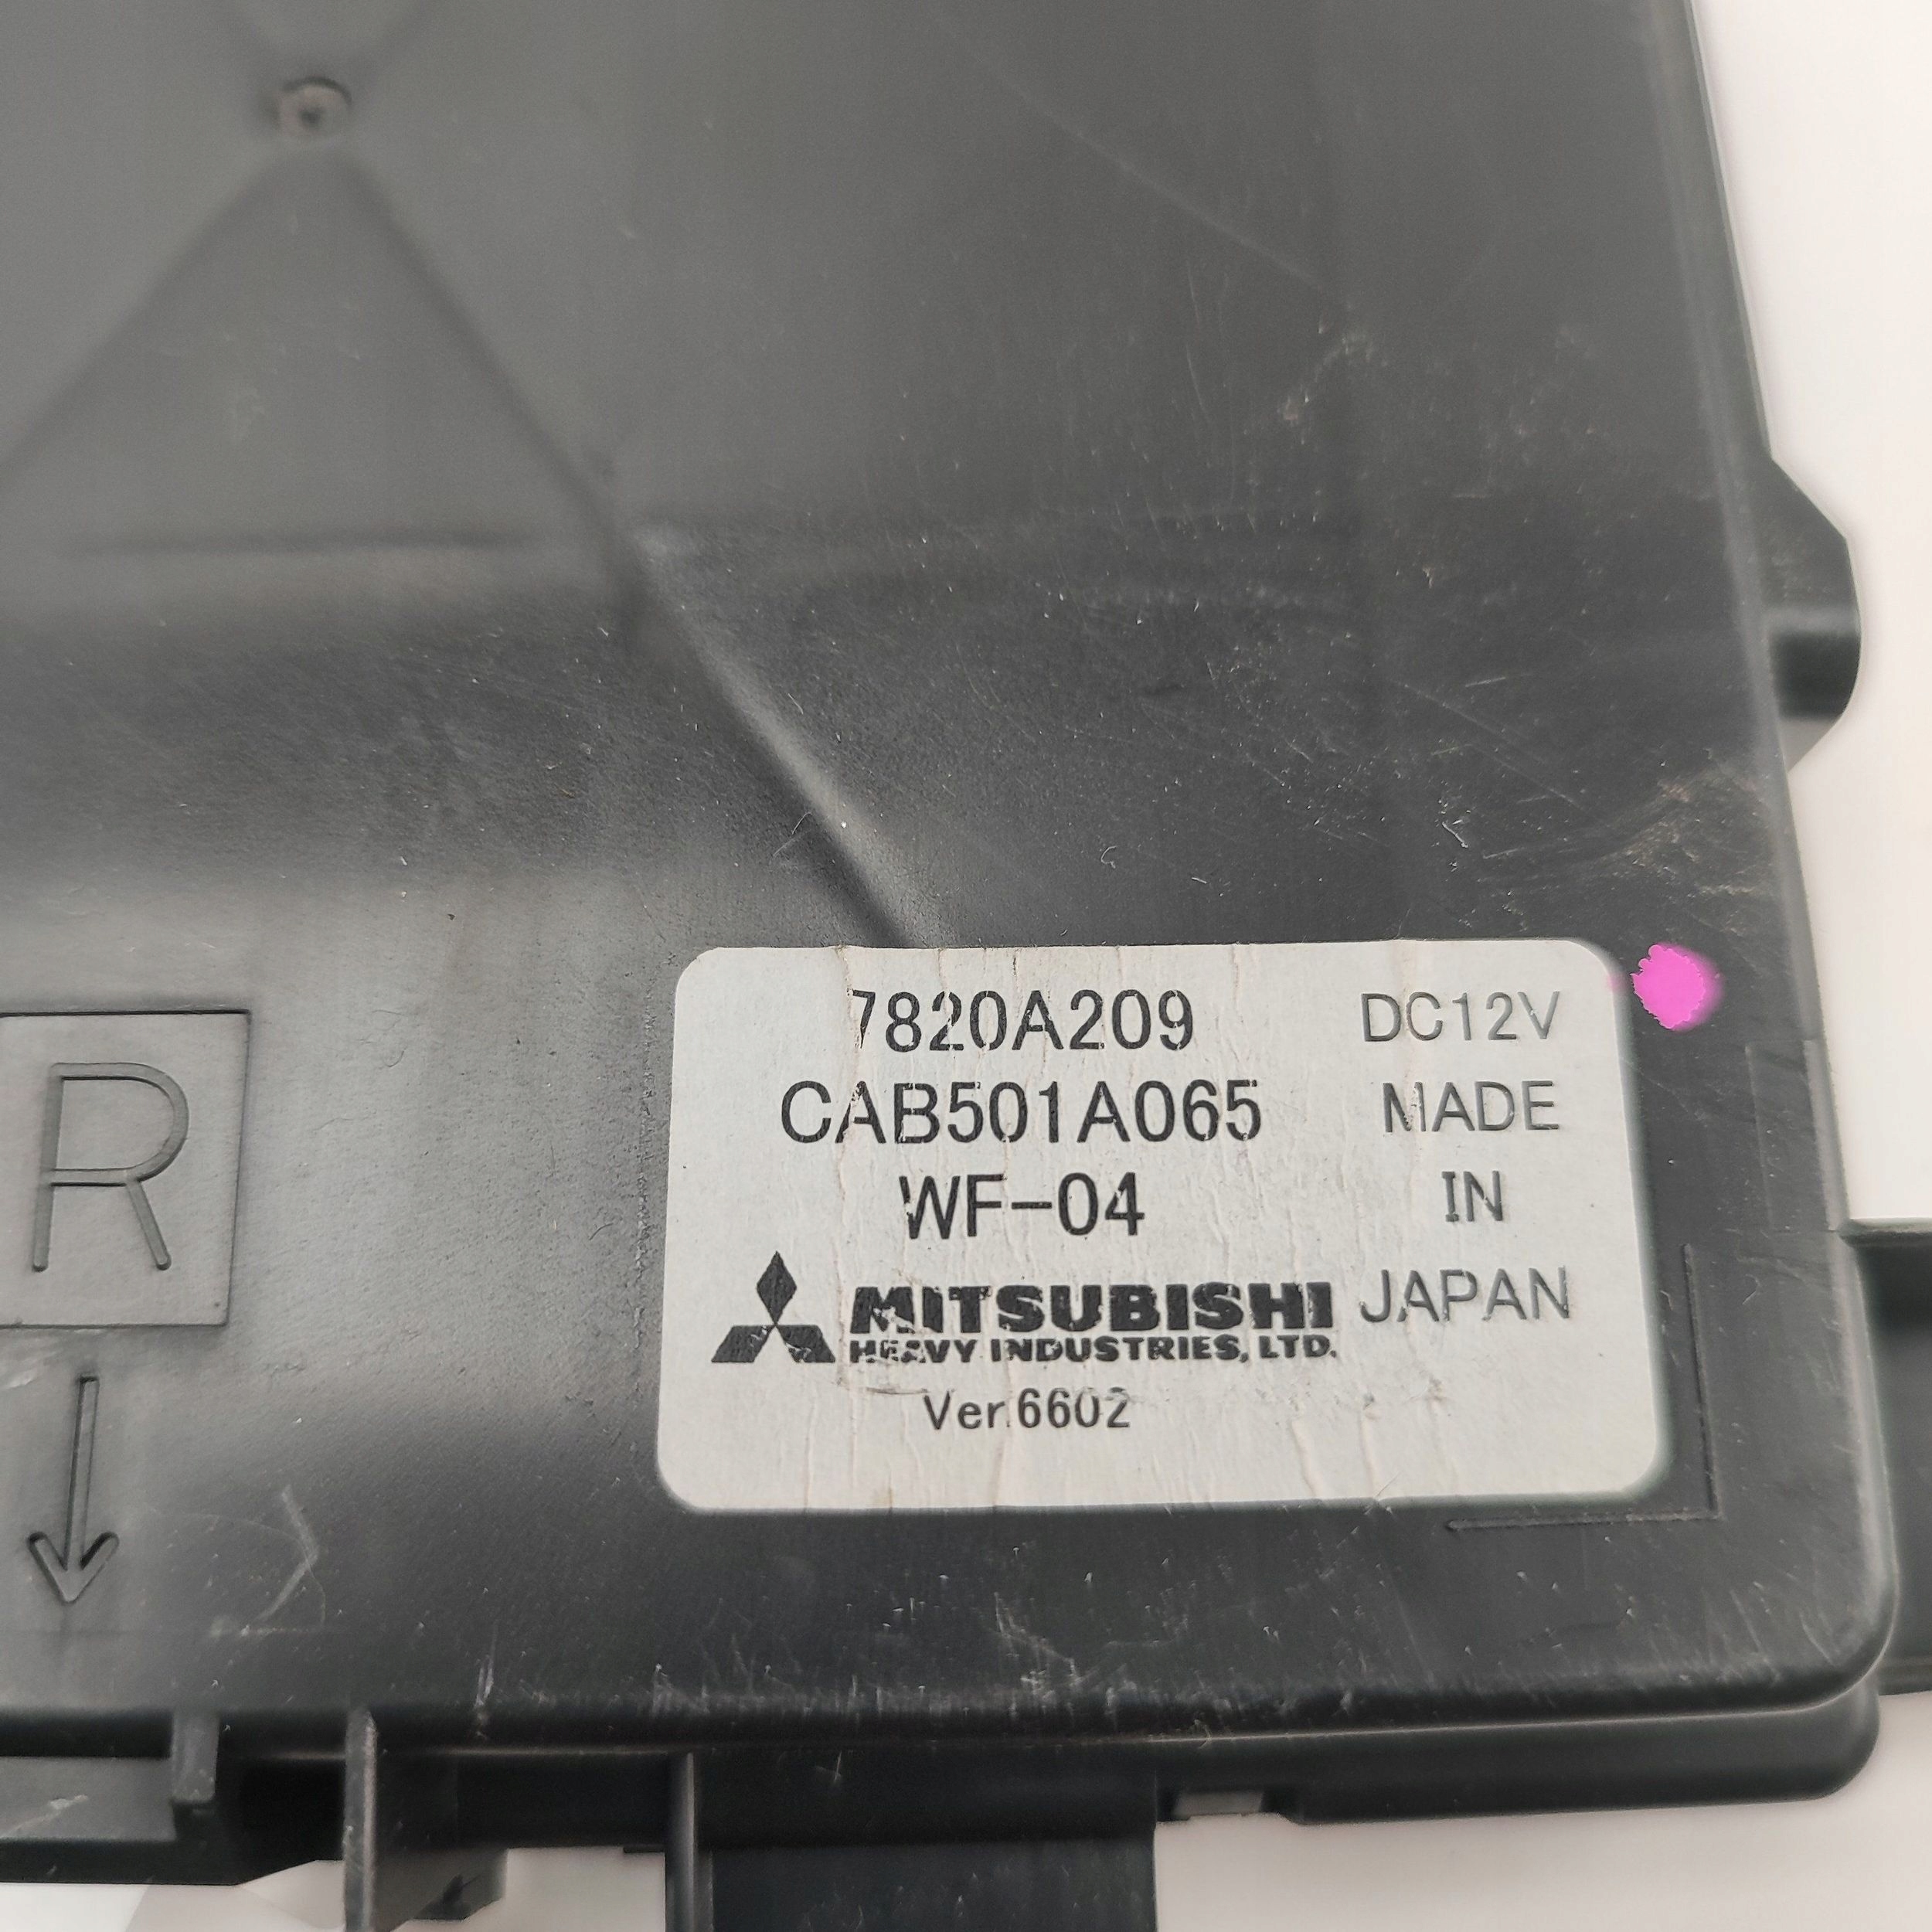 7820A209
CAB501A065
WF-04
MITSUBISHI
HEAVY INDUSTRIES, LTD.
Ver.6602
DC12V
MADE
IN
JAPAN
R